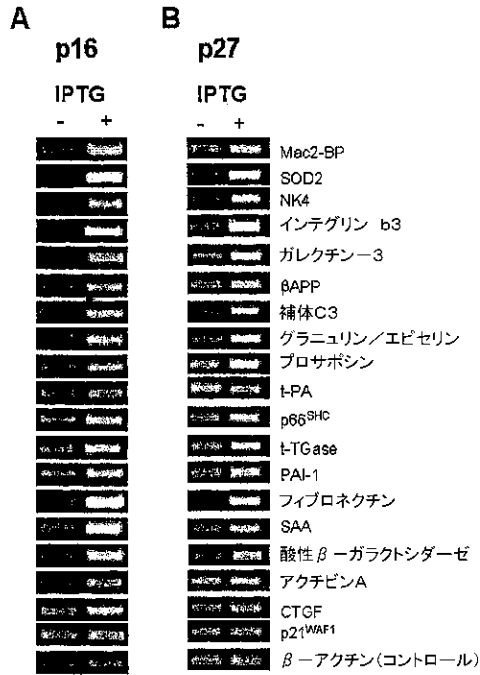 A B
p16 p27
IPTG IPTG
- + - +
Mac2-BP
SOD2
NK4
インテグリン b3
ガレクチン－3
βAPP
補体C3
グラニュリン／エピセリン
プロサポシン
t-PA
p66SHC
t-TGase
PAI-1
フィブロネクチン
SAA
酸性β－ガラクトシダーゼ
アクチビンA
CTGF
p21WAF1
β－アクチン(コントロール)